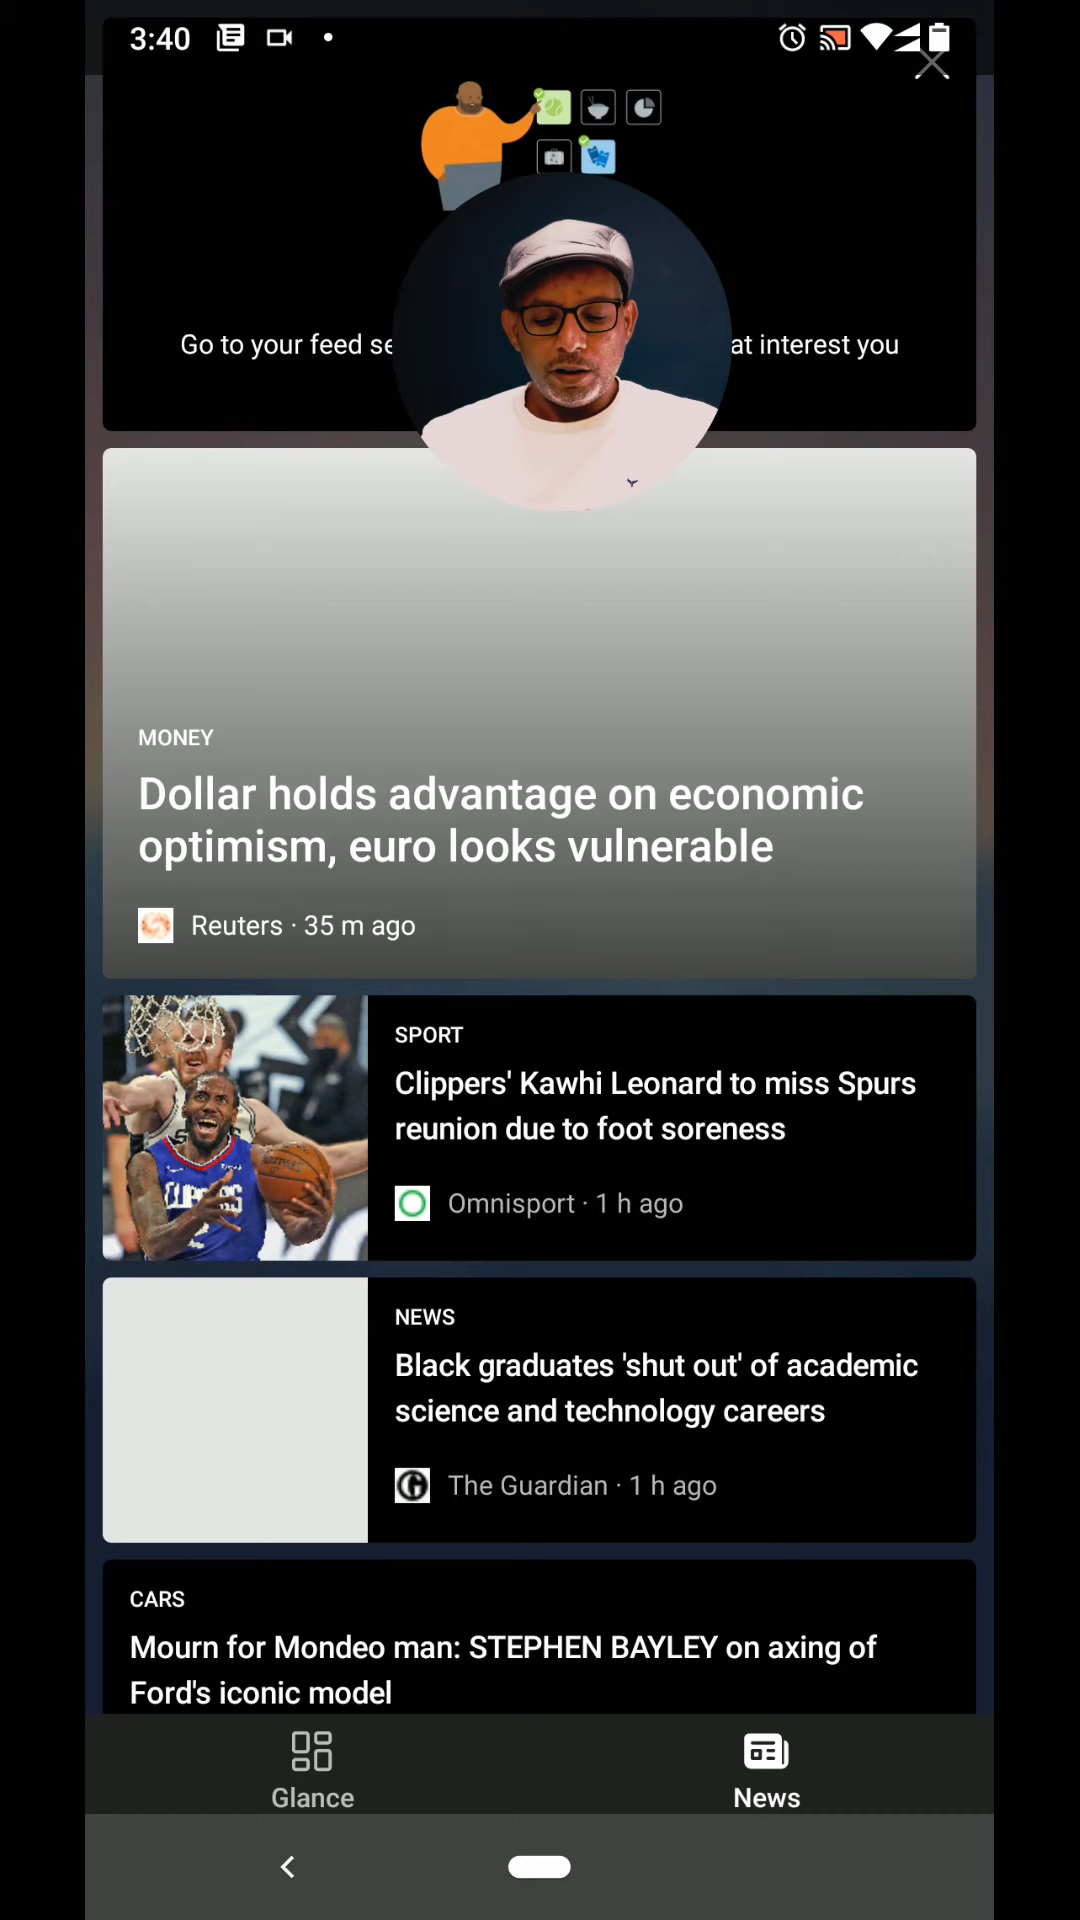 3:40
Go to your feed se
at interest you
MONEY
Dollar holds advantage on economic
optimism, euro looks vulnerable
Reuters · 35 m ago
SPORT
Clippers' Kawhi Leonard to miss Spurs
reunion due to foot soreness
Omnisport · 1 h ago
CLIPPERS
NEWS
Black graduates 'shut out' of academic
science and technology careers
The Guardian · 1 h ago
CARS
Mourn for Mondeo man: STEPHEN BAYLEY on axing of
Ford's iconic model
Glance
News